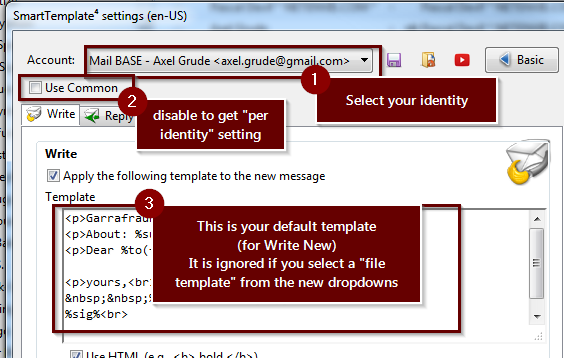 SmartTemplate⁴ settings (en-US)
Account: Mail BASE - Axel Grude <axel.grude@gmail.com> Basic
1
Select your identity
Use Common
2
disable to get "per
identity" setting
Write Reply
Write
Apply the following template to the new message
Template
3
This is your default template
(for Write New)
It is ignored if you select a "file
template" from the new dropdowns
<p>Garrafrau
<p>About: %su
<p>Dear %to(
<p>yours,<br
&nbsp;&nbsp;%
%sig%<br>
Use HTML (e.g. <b> bold </b>)